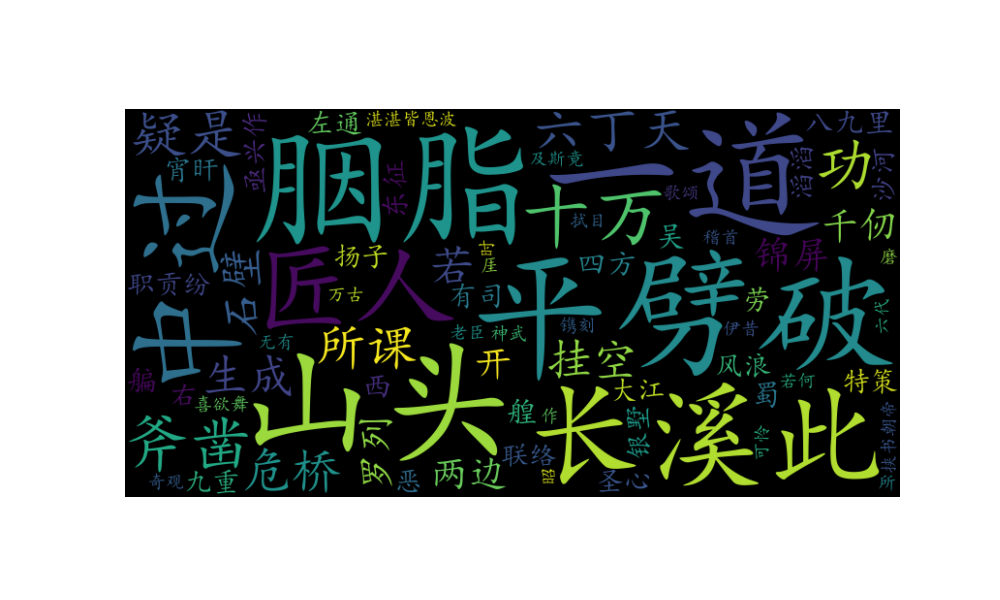 疑是
亟兴作
左通
湛湛皆恩波
六丁天
八九里
宵旰
中过
胭脂
东征
及斯竟
一道
滔滔
功
沙河
歌颂
十万
拭目
千仞
职贡纷
石壁
匠人
扬子
万古
若
有司
古厓
平
四方
吴
稽首
劈破
锦屏
磨
劳
六代
伊昔
镌刻
神武
老臣
无有
所课
开
挂空
风浪
躺
右
生成
山头
西
喜欲舞
大江
若何
特策
蜀
斧凿
危桥
罗列
恶
两边
艎
作
联络
长溪
昭
银墅
圣心
可怜
此
朝帝
所扶书
奇观
九重